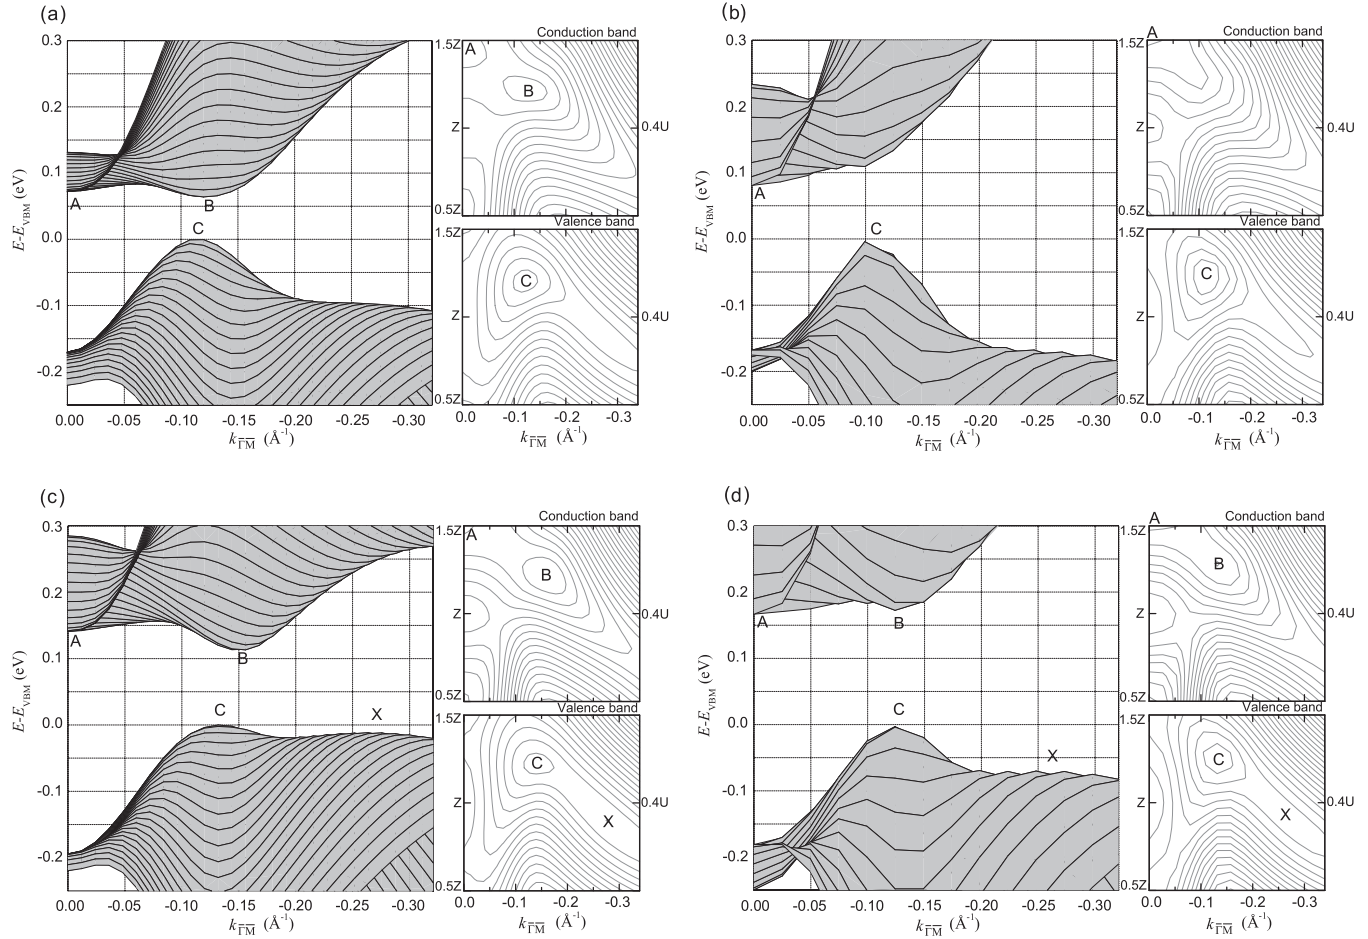 (a)
Conduction band
0.3
0.2
0.1
0.0
-0.1
-0.2
E-E_VBM (eV)
A
B
C
0.00 -0.05 -0.10 -0.15 -0.20 -0.25 -0.30
k_Γ̅M̅ (Å⁻¹)
1.5Z
A
B
Z
0.4U
0.5Z
Valence band
1.5Z
C
Z
0.4U
0.5Z
0.0 -0.1 -0.2 -0.3
k_Γ̅M̅ (Å⁻¹)
(b)
Conduction band
0.3
0.2
0.1
0.0
-0.1
-0.2
E-E_VBM (eV)
A
C
0.00 -0.05 -0.10 -0.15 -0.20 -0.25 -0.30
k_Γ̅M̅ (Å⁻¹)
A
1.5Z
Z
0.4U
0.5Z
Valence band
1.5Z
C
Z
0.4U
0.5Z
0.0 -0.1 -0.2 -0.3
k_Γ̅M̅ (Å⁻¹)
(c)
Conduction band
0.3
0.2
0.1
0.0
-0.1
-0.2
E-E_VBM (eV)
A
B
C
X
0.00 -0.05 -0.10 -0.15 -0.20 -0.25 -0.30
k_Γ̅M̅ (Å⁻¹)
1.5Z
A
B
Z
0.4U
0.5Z
Valence band
1.5Z
C
Z
0.4U
X
0.5Z
0.0 -0.1 -0.2 -0.3
k_Γ̅M̅ (Å⁻¹)
(d)
Conduction band
0.3
0.2
0.1
0.0
-0.1
-0.2
E-E_VBM (eV)
A
B
C
X
0.00 -0.05 -0.10 -0.15 -0.20 -0.25 -0.30
k_Γ̅M̅ (Å⁻¹)
A
1.5Z
B
Z
0.4U
0.5Z
Valence band
1.5Z
C
Z
0.4U
X
0.5Z
0.0 -0.1 -0.2 -0.3
k_Γ̅M̅ (Å⁻¹)